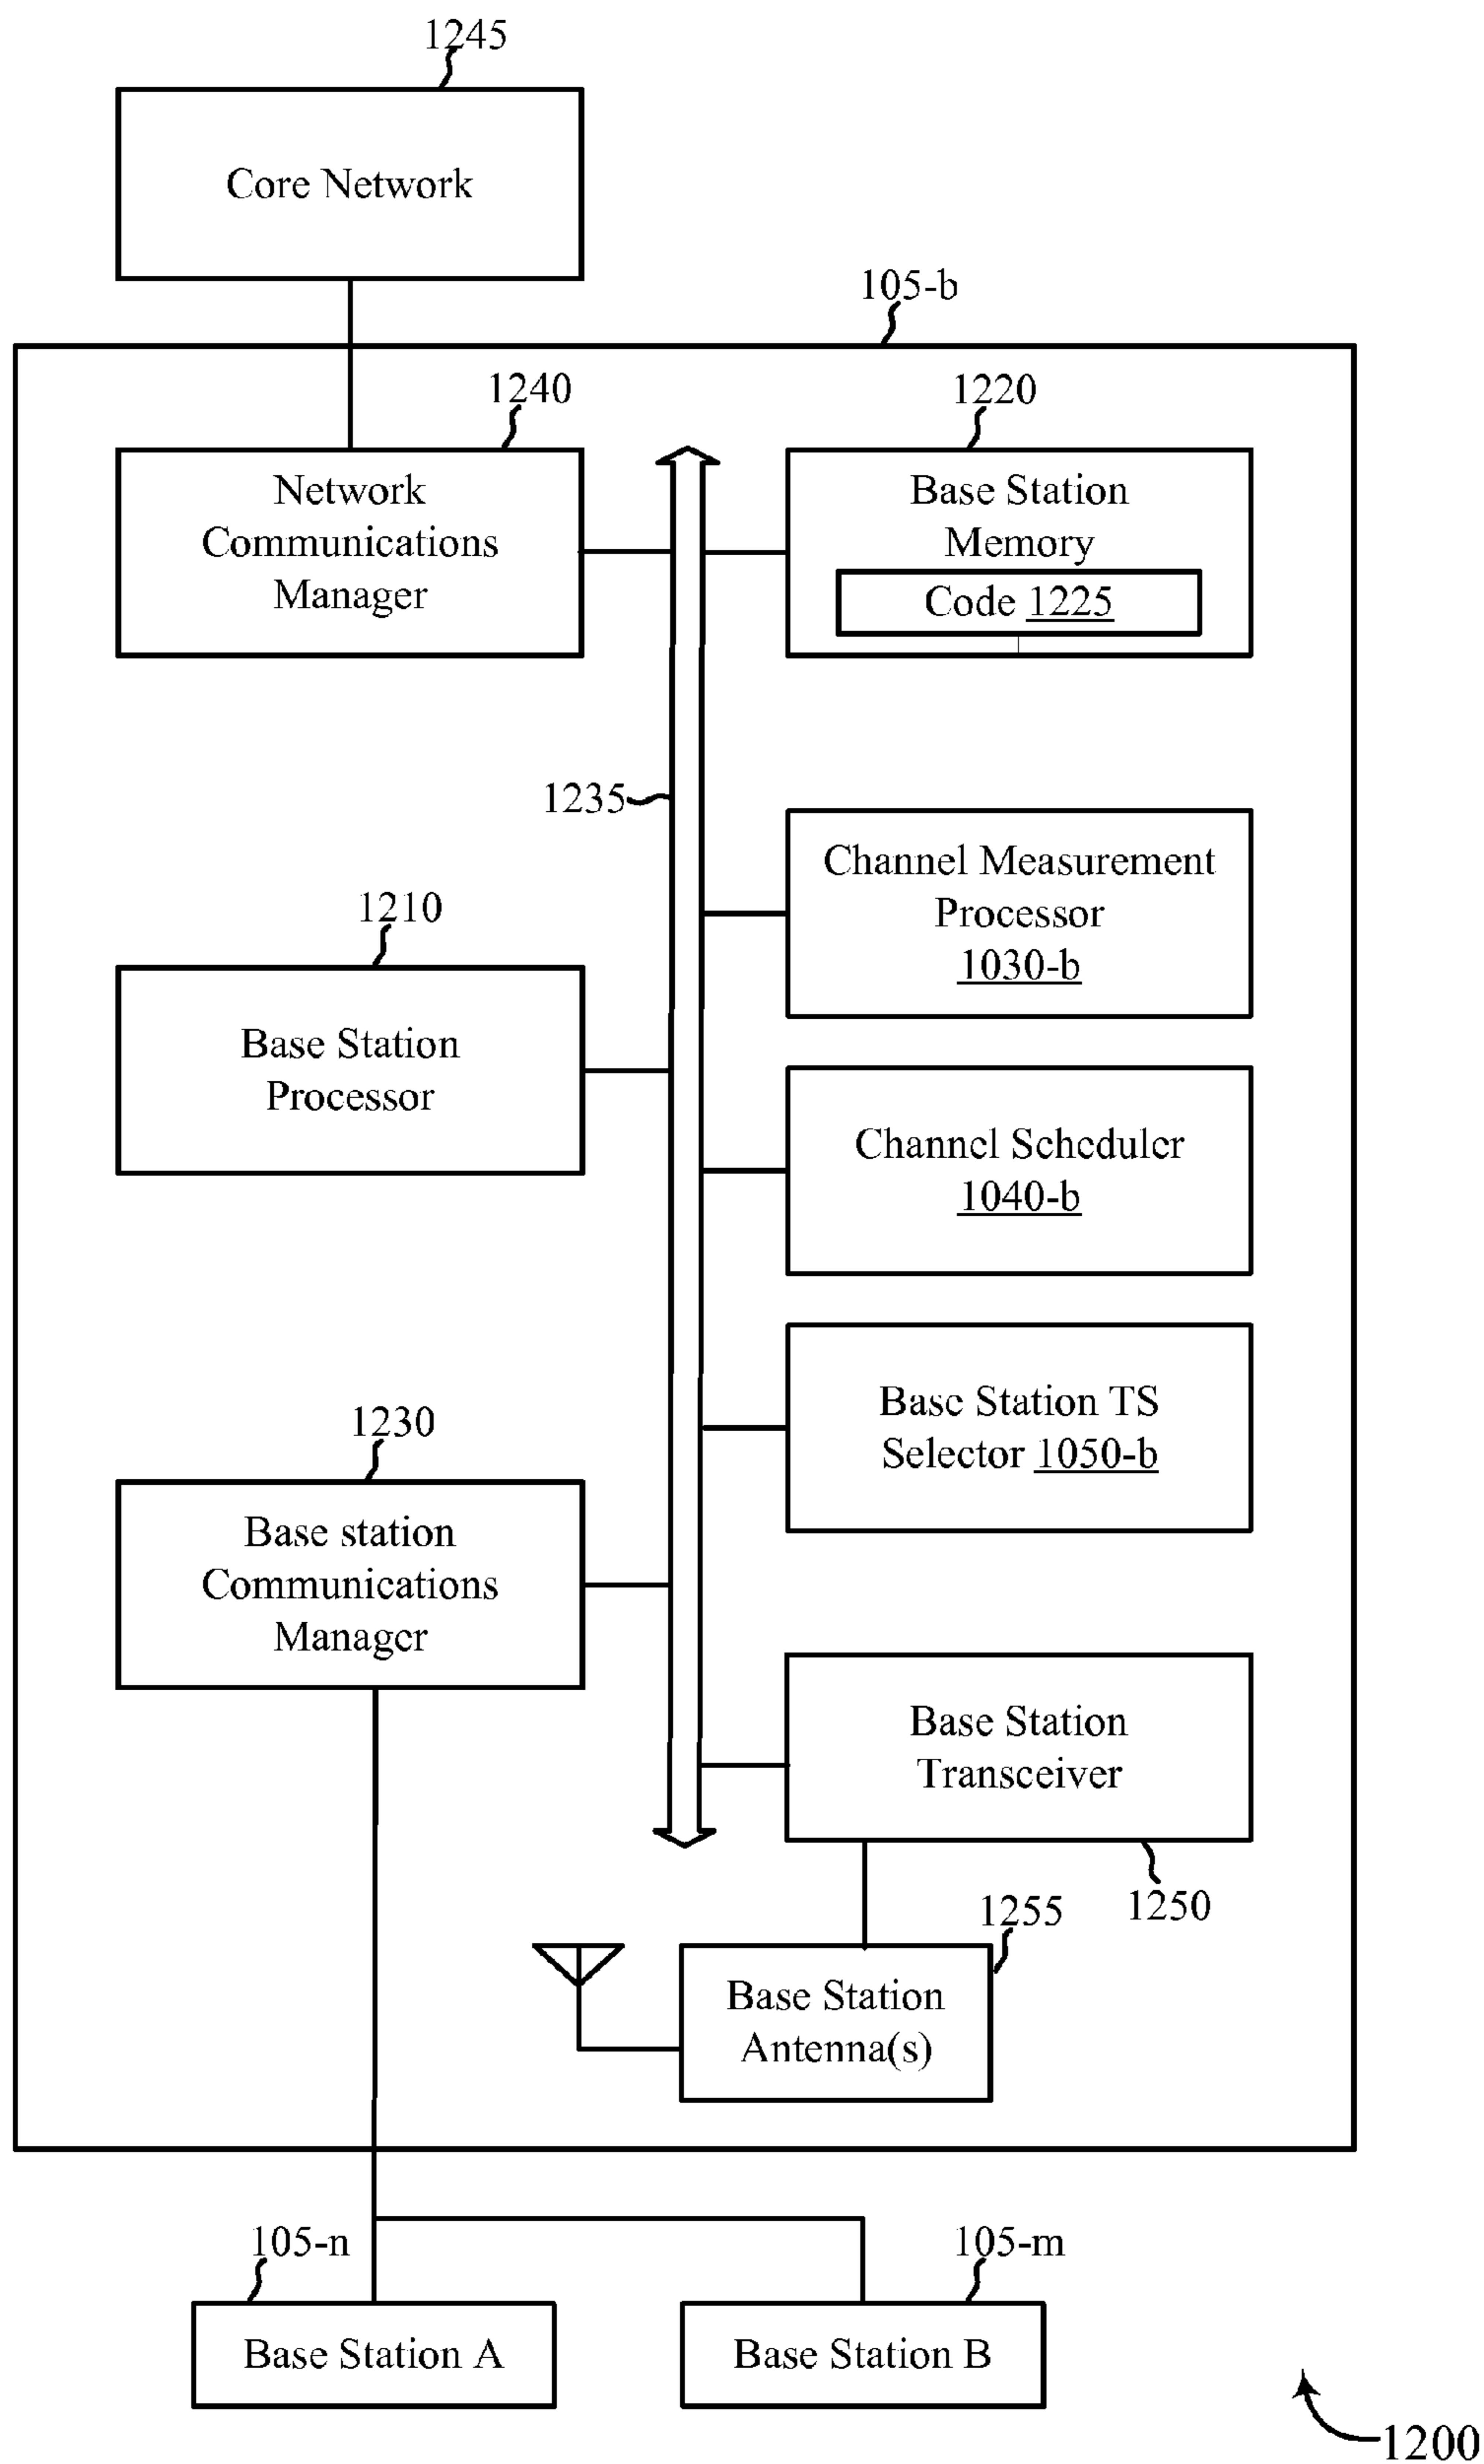 1245
Core Network
105-b
1240
1220
Network
Communications
Manager
Base Station
Memory
Code 1225
1235
Channel Measurement
Processor
1030-b
1210
Base Station
Processor
Channel Scheduler
1040-b
Base Station TS
Selector 1050-b
1230
Base station
Communications
Manager
Base Station
Transceiver
1250
1255
Base Station
Antenna(s)
105-n
105-m
Base Station A
Base Station B
1200